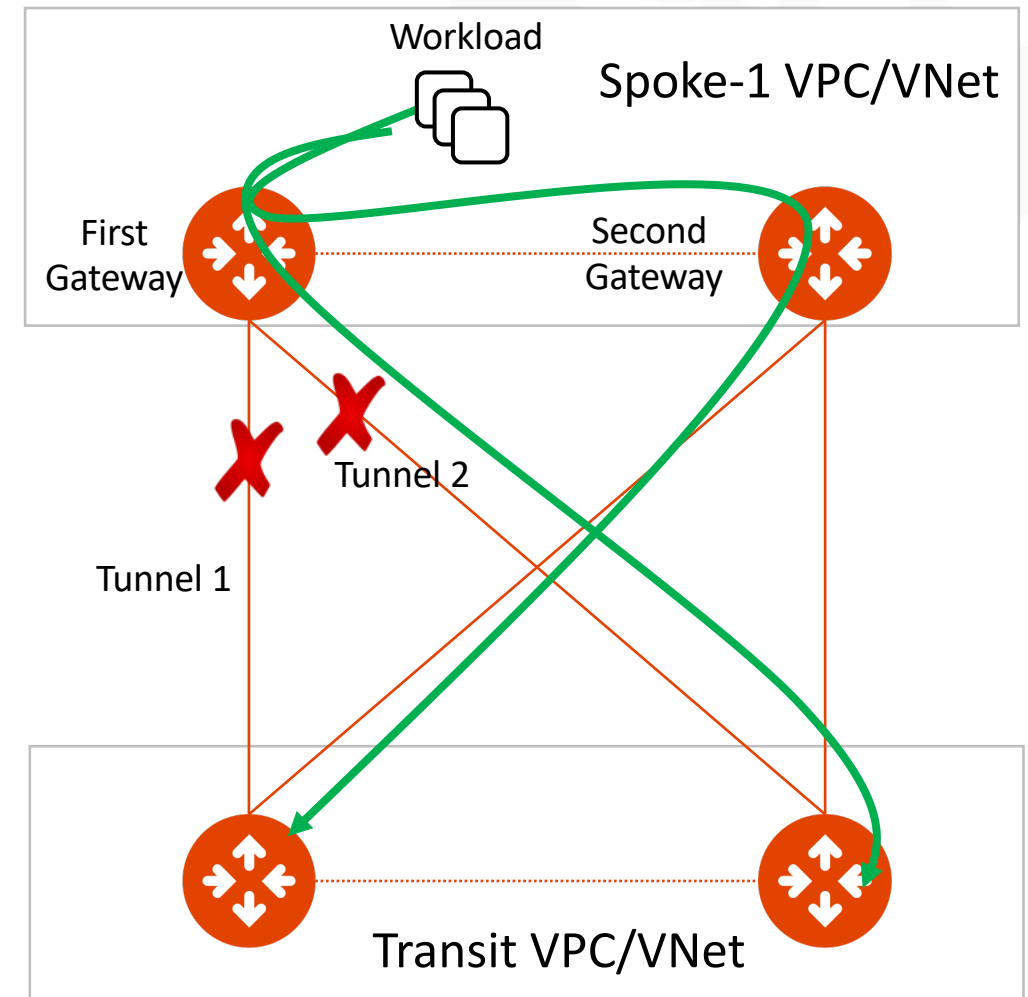 Workload
Spoke-1 VPC/VNet
First
Gateway
Second
Gateway
Tunnel 2
Tunnel 1
Transit VPC/VNet